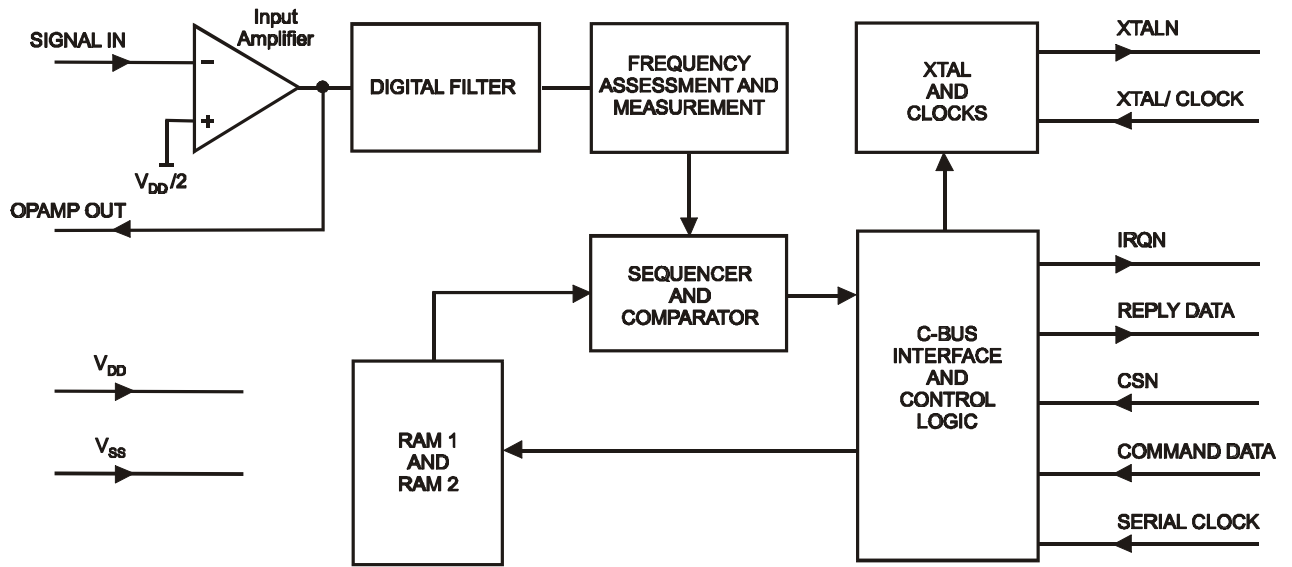 Input
Amplifier
SIGNAL IN
−
+
VDD /2
OPAMP OUT
DIGITAL FILTER
FREQUENCY
ASSESSMENT AND
MEASUREMENT
XTAL
AND
CLOCKS
XTALN
XTAL/ CLOCK
SEQUENCER
AND
COMPARATOR
C-BUS
INTERFACE
AND
CONTROL
LOGIC
IRQN
REPLY DATA
CSN
COMMAND DATA
SERIAL CLOCK
VDD
VSS
RAM 1
AND
RAM 2